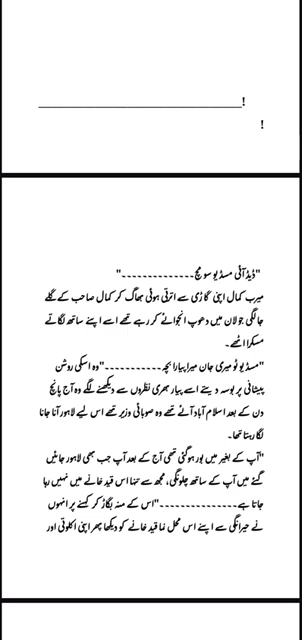 ____________________!
!
"ڈیڈ آئی مسڈ یو سو مچ--------------"
میرب کمال اپنی گاڑی سے اترتی ہوئی بھاگ کر کمال صاحب کے گلے
جا لگی جو لان میں دھوپ انجوائے کر رہے تھے اسے اپنے ساتھ لگاتے
مسکرا اٹھے۔
"مسڈ یو ٹو میری جان میرا پیارا بچہ-----------"وہ اسکی روشن
پیشانی پر بوسہ دیتے اسے پیار بھری نظروں سے دیکھنے لگے وہ آج پانچ
دن کے بعد اسلام آباد آئے تھے وہ صوبائی وزیر تھے اس لیے لاہور آنا جانا
لگا رہتا تھا۔
"آپ کے بغیر میں بور ہو گئی تھی آج کے بعد آپ جب بھی لاہور جائیں
گئے میں آپ کے ساتھ چلونگی، مجھ سے تنہا اس قید خانے میں نہیں رہا
جاتا ہے---------------"اس کے منہ بگاڑ کر کہنے پر انہوں
نے حیرانگی سے اپنے اس محل نما قید خانے کو دیکھا پھر اپنی اکلوتی اور